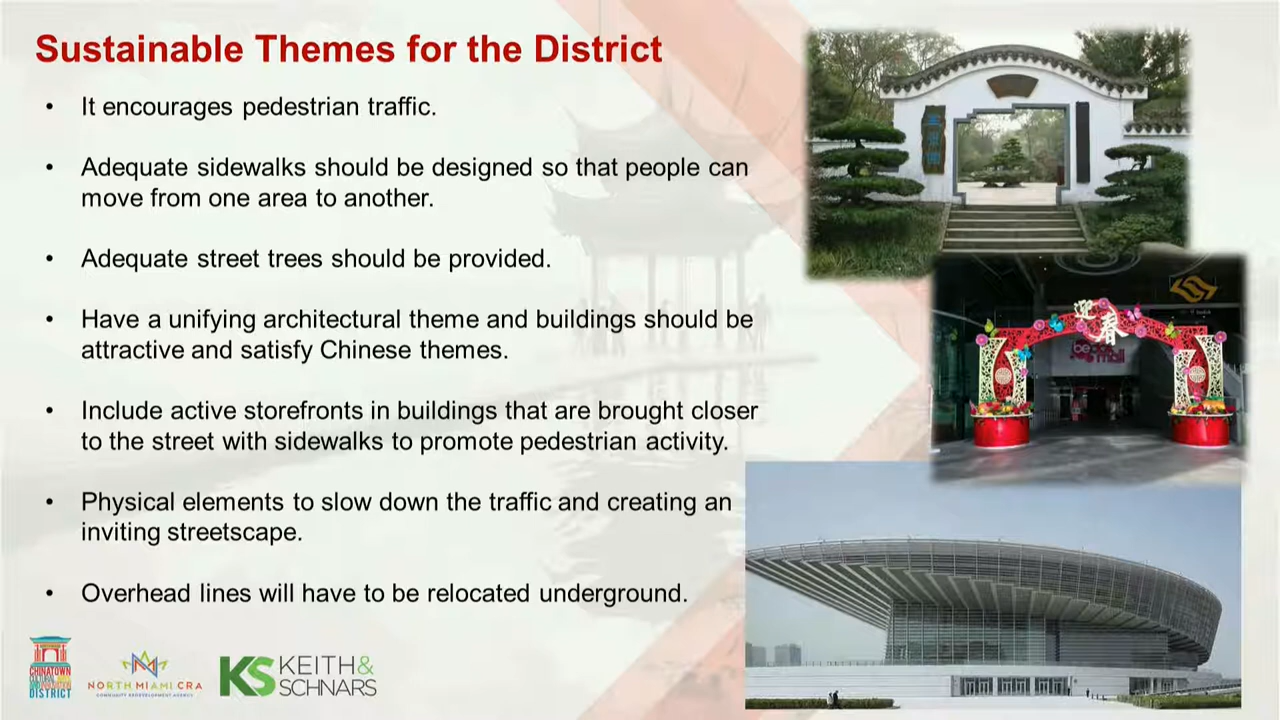 Sustainable Themes for the District
• It encourages pedestrian traffic.
• Adequate sidewalks should be designed so that people can
move from one area to another.
• Adequate street trees should be provided.
• Have a unifying architectural theme and buildings should be
attractive and satisfy Chinese themes.
• Include active storefronts in buildings that are brought closer
to the street with sidewalks to promote pedestrian activity.
• Physical elements to slow down the traffic and creating an
inviting streetscape.
• Overhead lines will have to be relocated underground.
迎春
mall
CHINATOWN
DISTRICT
NORTH MIAMI CRA
COMMUNITY REDEVELOPMENT AGENCY
KS KEITH&
SCHNARS